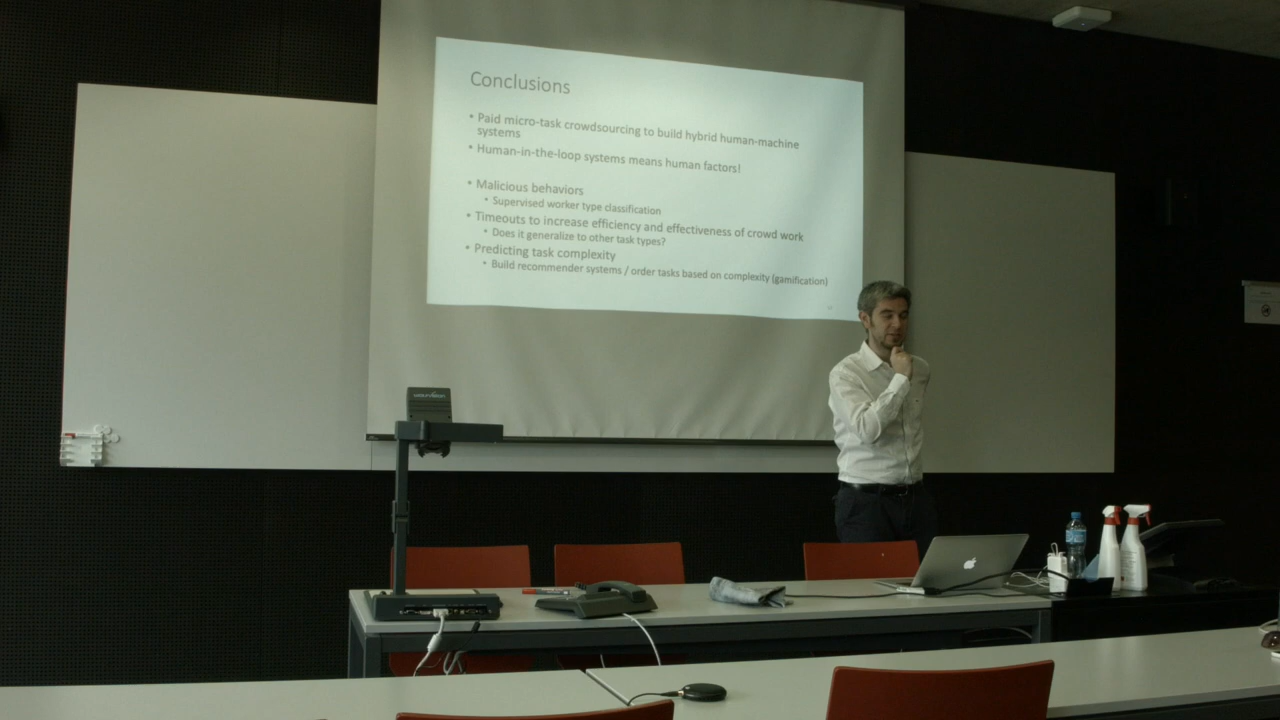 Conclusions
• Paid micro-task crowdsourcing to build hybrid human-machine
systems
• Human-in-the-loop systems means human factors!
• Malicious behaviors
• Supervised worker type classification
• Timeouts to increase efficiency and effectiveness of crowd work
• Does it generalize to other task types?
• Predicting task complexity
• Build recommender systems / order tasks based on complexity (gamification)